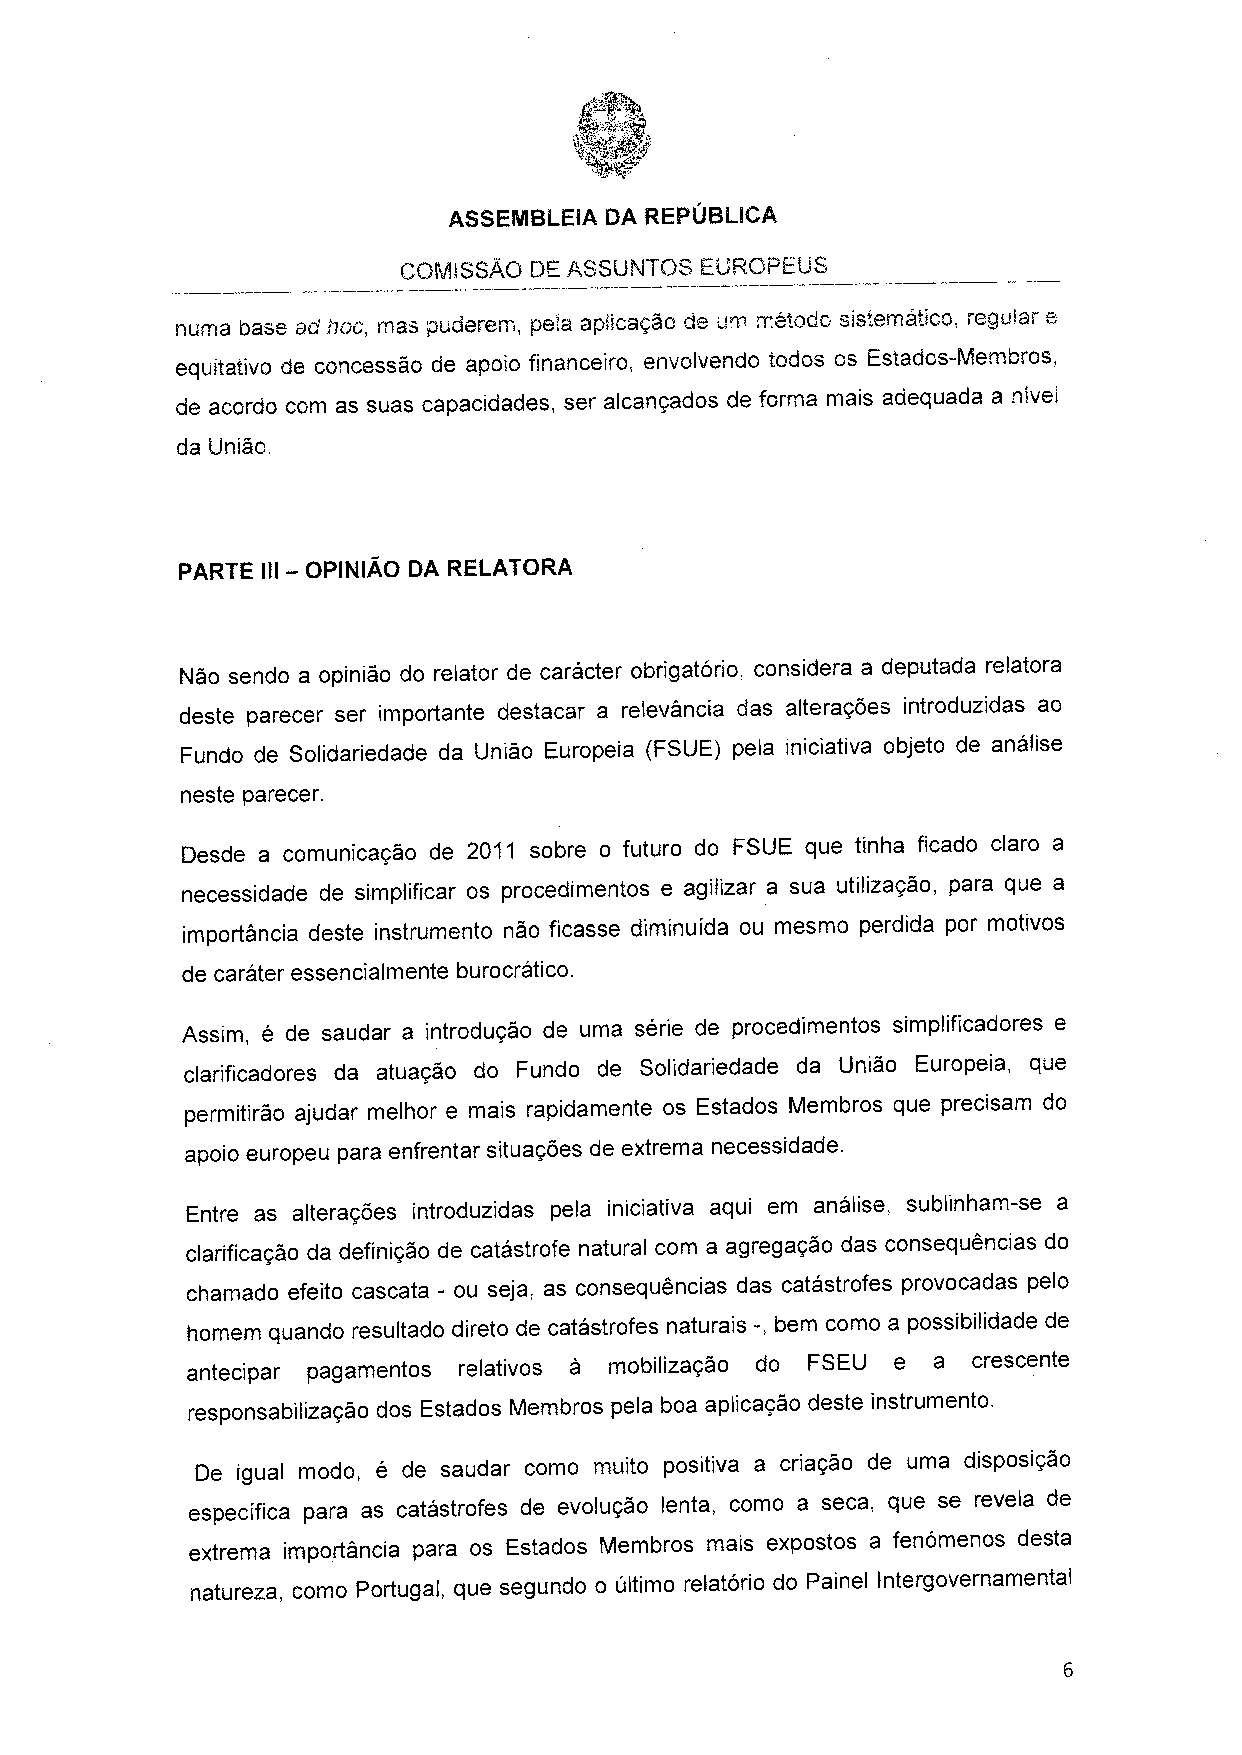 ASSEMBLEIA DA REPÚBLICA
COMISSÃO DE ASSUNTOS EUROPEUS
numa base ad hoc, mas puderem, pela aplicação de um método sistemático, regular e
equitativo de concessão de apoio financeiro, envolvendo todos os Estados-Membros,
de acordo com as suas capacidades, ser alcançados de forma mais adequada a nível
da União.
PARTE III – OPINIÃO DA RELATORA
Não sendo a opinião do relator de carácter obrigatório, considera a deputada relatora
deste parecer ser importante destacar a relevância das alterações introduzidas ao
Fundo de Solidariedade da União Europeia (FSUE) pela iniciativa objeto de análise
neste parecer.
Desde a comunicação de 2011 sobre o futuro do FSUE que tinha ficado claro a
necessidade de simplificar os procedimentos e agilizar a sua utilização, para que a
importância deste instrumento não ficasse diminuída ou mesmo perdida por motivos
de caráter essencialmente burocrático.
Assim, é de saudar a introdução de uma série de procedimentos simplificadores e
clarificadores da atuação do Fundo de Solidariedade da União Europeia, que
permitirão ajudar melhor e mais rapidamente os Estados Membros que precisam do
apoio europeu para enfrentar situações de extrema necessidade.
Entre as alterações introduzidas pela iniciativa aqui em análise, sublinham-se a
clarificação da definição de catástrofe natural com a agregação das consequências do
chamado efeito cascata - ou seja, as consequências das catástrofes provocadas pelo
homem quando resultado direto de catástrofes naturais -, bem como a possibilidade de
antecipar pagamentos relativos à mobilização do FSEU e a crescente
responsabilização dos Estados Membros pela boa aplicação deste instrumento.
De igual modo, é de saudar como muito positiva a criação de uma disposição
específica para as catástrofes de evolução lenta, como a seca, que se revela de
extrema importância para os Estados Membros mais expostos a fenómenos desta
natureza, como Portugal, que segundo o último relatório do Painel Intergovernamental
6